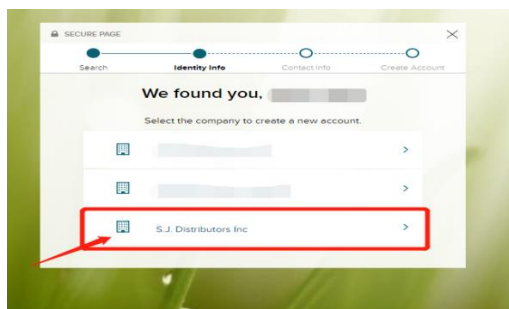 SECURE PAGE
Search Identity Info Contact Info Create Account
We found you,
Select the company to create a new account.
S.J. Distributors Inc